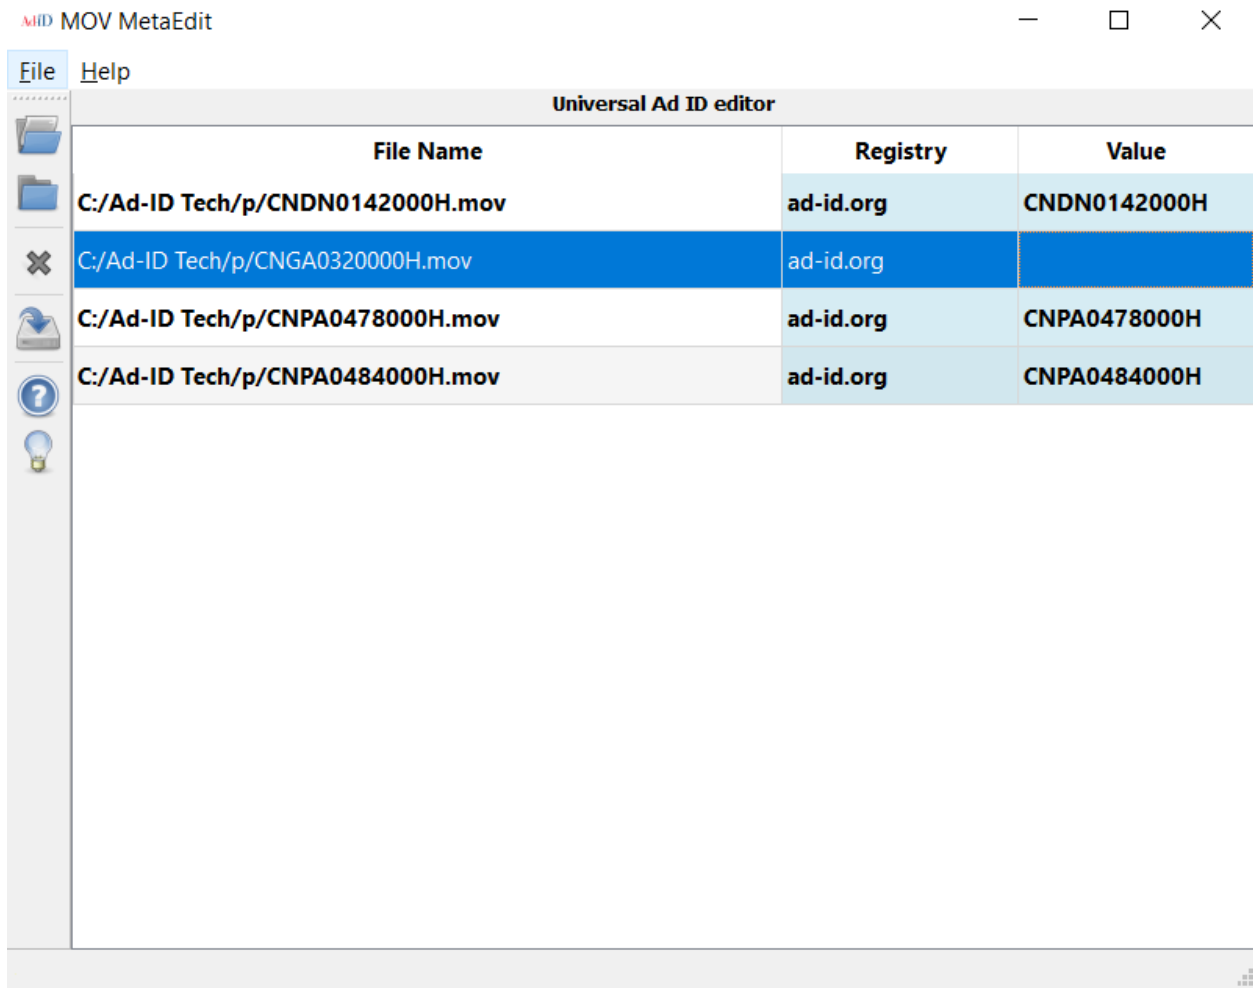 AdID MOV MetaEdit
File Help
Universal Ad ID editor
File Name Registry Value
C:/Ad-ID Tech/p/CNDN0142000H.mov ad-id.org CNDN0142000H
C:/Ad-ID Tech/p/CNGA0320000H.mov ad-id.org
C:/Ad-ID Tech/p/CNPA0478000H.mov ad-id.org CNPA0478000H
C:/Ad-ID Tech/p/CNPA0484000H.mov ad-id.org CNPA0484000H
?